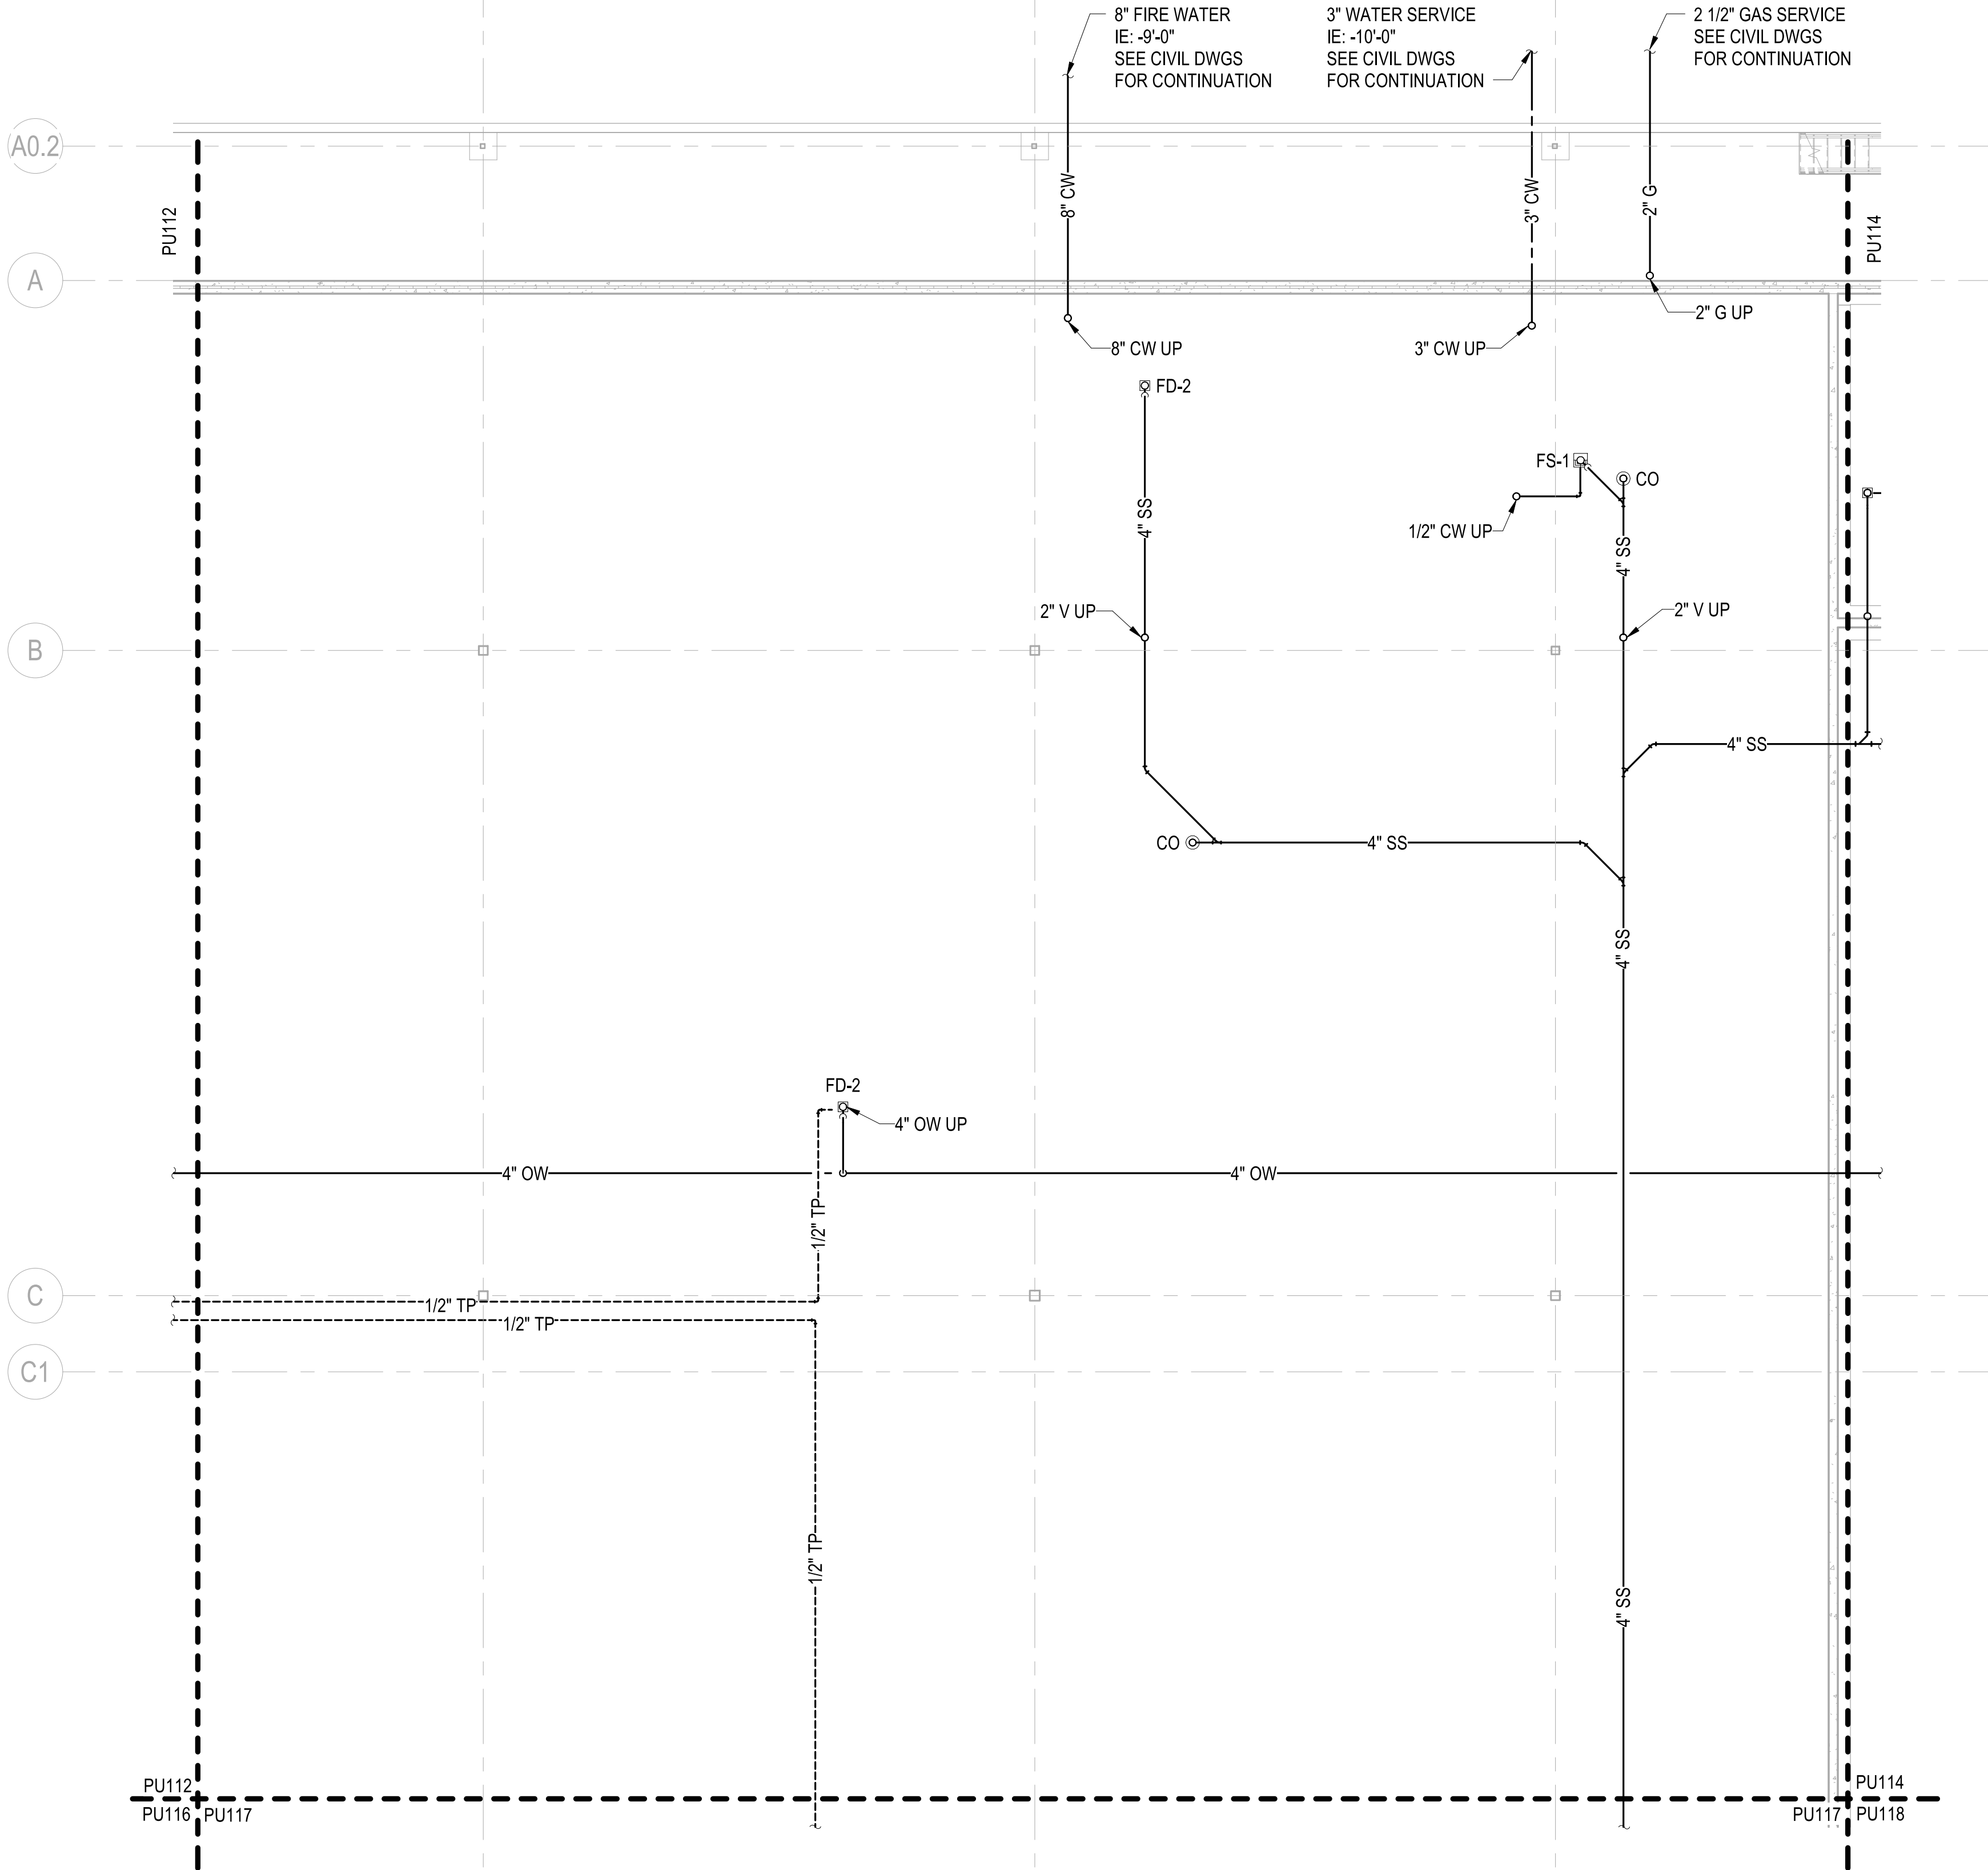 8" FIRE WATER
IE: -9'-0"
SEE CIVIL DWGS
FOR CONTINUATION
3" WATER SERVICE
IE: -10'-0"
SEE CIVIL DWGS
FOR CONTINUATION
2 1/2" GAS SERVICE
SEE CIVIL DWGS
FOR CONTINUATION
A0.2
PU112
8" CW
3" CW
2" G
PU114
A
2" G UP
8" CW UP
3" CW UP
FD-2
FS-1
CO
4" SS
1/2" CW UP
4" SS
2" V UP
2" V UP
B
4" SS
CO
4" SS
4" SS
FD-2
4" OW UP
4" OW
4" OW
1/2" TP
C
1/2" TP
1/2" TP
C1
1/2" TP
4" SS
PU112
PU114
PU116
PU117
PU117
PU118